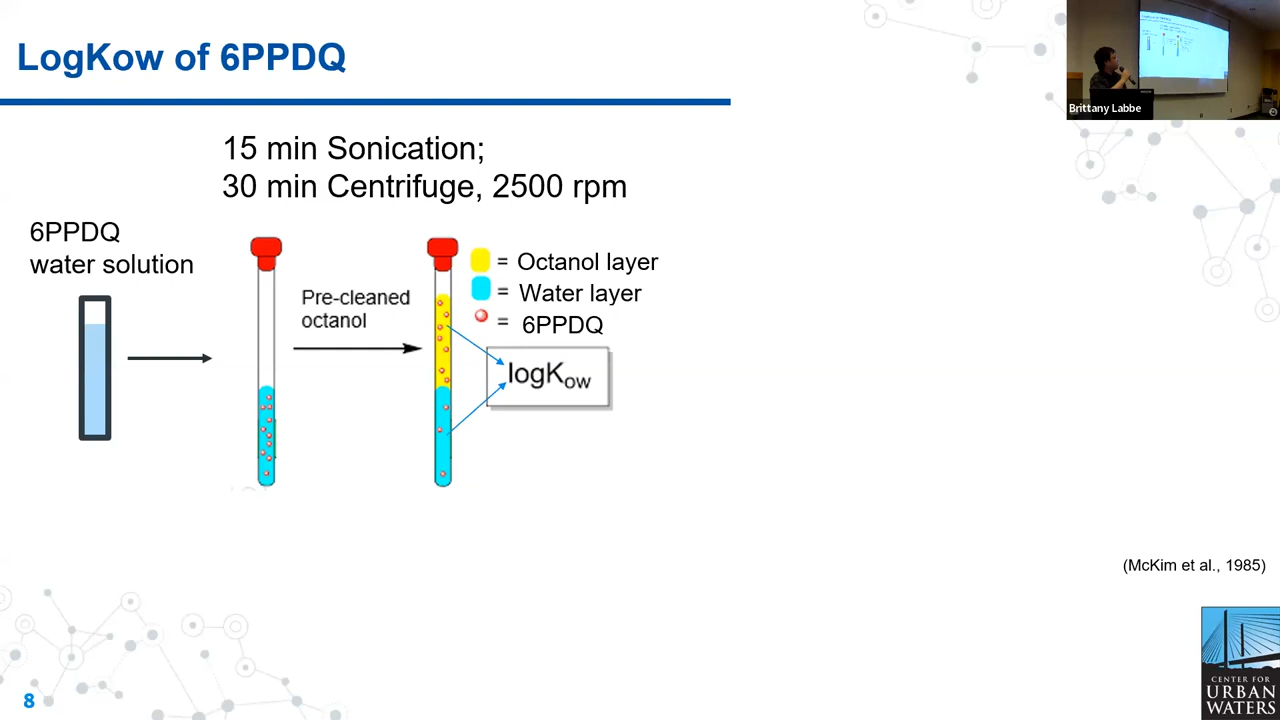 LogKow of 6PPDQ
Brittany Labbe
15 min Sonication;
30 min Centrifuge, 2500 rpm
6PPDQ
water solution
Pre-cleaned
octanol
= Octanol layer
= Water layer
= 6PPDQ
logKow
(McKim et al., 1985)
8
CENTER FOR
URBAN
WATERS